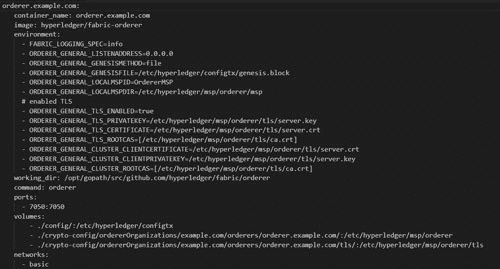 orderer.example.com:
container_name: orderer.example.com
image: hyperledger/fabric-orderer
environment:
- FABRIC_LOGGING_SPEC=info
- ORDERER_GENERAL_LISTENADDRESS=0.0.0.0
- ORDERER_GENERAL_GENESISMETHOD=file
- ORDERER_GENERAL_GENESISFILE=/etc/hyperledger/configtx/genesis.block
- ORDERER_GENERAL_LOCALMSPID=OrdererMSP
- ORDERER_GENERAL_LOCALMSPDIR=/etc/hyperledger/msp/orderer/msp
# enabled TLS
- ORDERER_GENERAL_TLS_ENABLED=true
- ORDERER_GENERAL_TLS_PRIVATEKEY=/etc/hyperledger/msp/orderer/tls/server.key
- ORDERER_GENERAL_TLS_CERTIFICATE=/etc/hyperledger/msp/orderer/tls/server.crt
- ORDERER_GENERAL_TLS_ROOTCAS=[/etc/hyperledger/msp/orderer/tls/ca.crt]
- ORDERER_GENERAL_CLUSTER_CLIENTCERTIFICATE=/etc/hyperledger/msp/orderer/tls/server.crt
- ORDERER_GENERAL_CLUSTER_CLIENTPRIVATEKEY=/etc/hyperledger/msp/orderer/tls/server.key
- ORDERER_GENERAL_CLUSTER_ROOTCAS=[/etc/hyperledger/msp/orderer/tls/ca.crt]
working_dir: /opt/gopath/src/github.com/hyperledger/fabric/orderer
command: orderer
ports:
- 7050:7050
volumes:
- ./config/:/etc/hyperledger/configtx
- ./crypto-config/ordererOrganizations/example.com/orderers/orderer.example.com/:/etc/hyperledger/msp/orderer
- ./crypto-config/ordererOrganizations/example.com/orderers/orderer.example.com/tls/:/etc/hyperledger/msp/orderer/tls
networks:
- basic